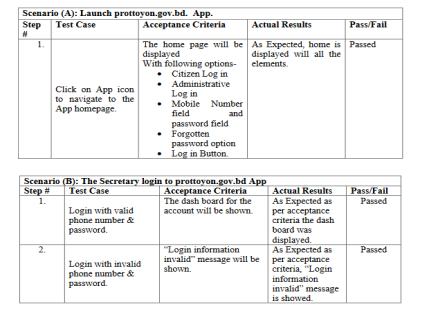 Scenario (A): Launch prottoyon.gov.bd. App.
Step # Test Case Acceptance Criteria Actual Results Pass/Fail
1. Click on App icon to navigate to the App homepage. The home page will be displayed With following options-
• Citizen Log in
• Administrative Log in
• Mobile Number field and password field
• Forgotten password option
• Log in Button.
As Expected, home is displayed will all the elements. Passed
Scenario (B): The Secretary login to prottoyon.gov.bd App
Step # Test Case Acceptance Criteria Actual Results Pass/Fail
1. Login with valid phone number & password. The dash board for the account will be shown. As Expected as per acceptance criteria the dash board was displayed. Passed
2. Login with invalid phone number & password. “Login information invalid” message will be shown. As Expected as per acceptance criteria, “Login information invalid” message is showed. Passed